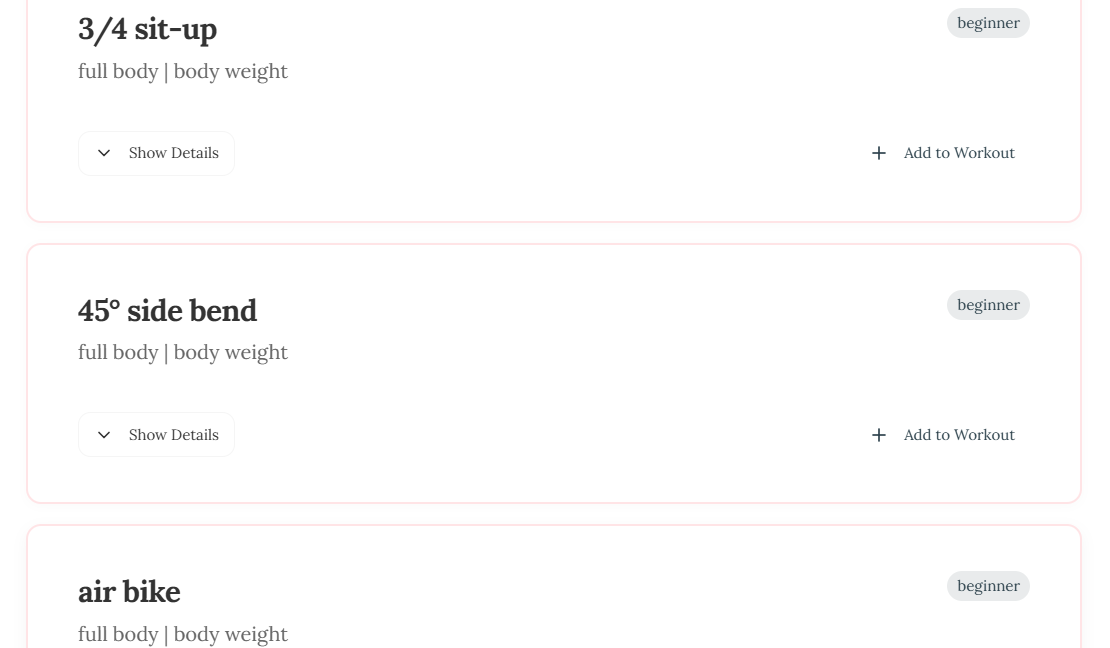 3/4 sit-up
beginner
full body | body weight
Show Details
Add to Workout
45° side bend
beginner
full body | body weight
Show Details
Add to Workout
air bike
beginner
full body | body weight